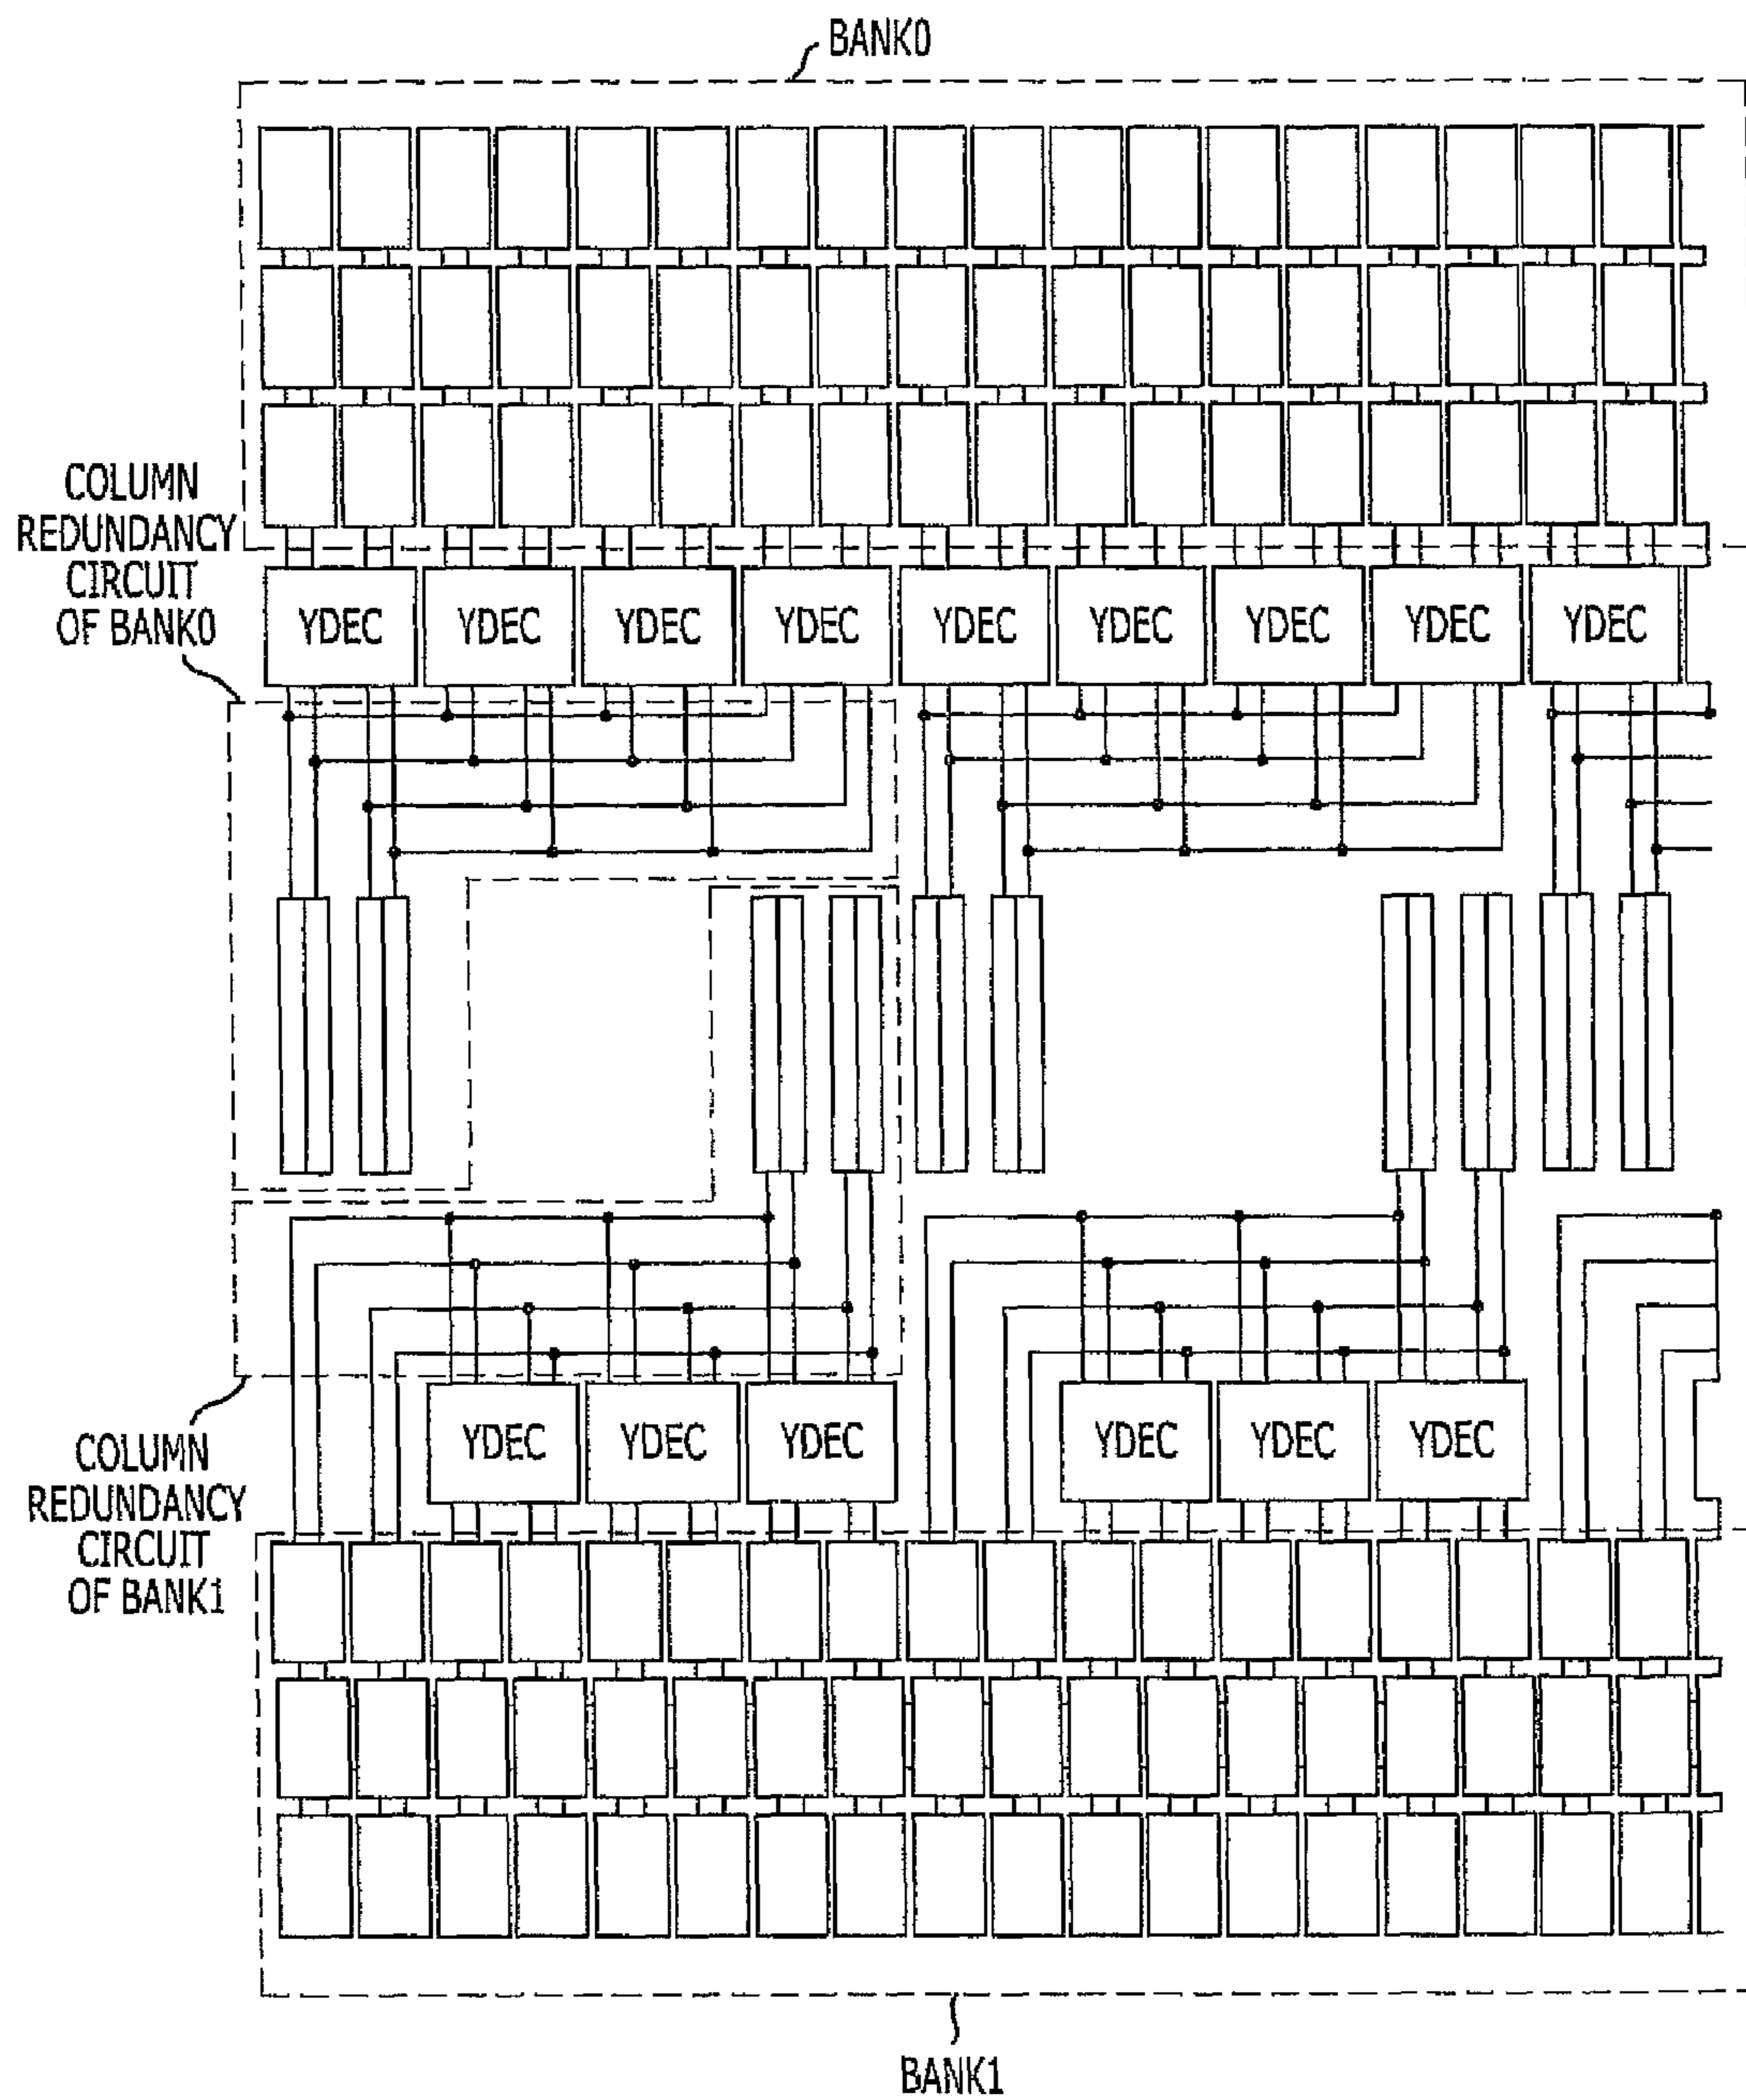 BANK0
COLUMN
REDUNDANCY
CIRCUIT
OF BANK0
YDEC YDEC YDEC YDEC YDEC YDEC YDEC YDEC YDEC
YDEC YDEC YDEC YDEC YDEC YDEC
COLUMN
REDUNDANCY
CIRCUIT
OF BANK1
BANK1